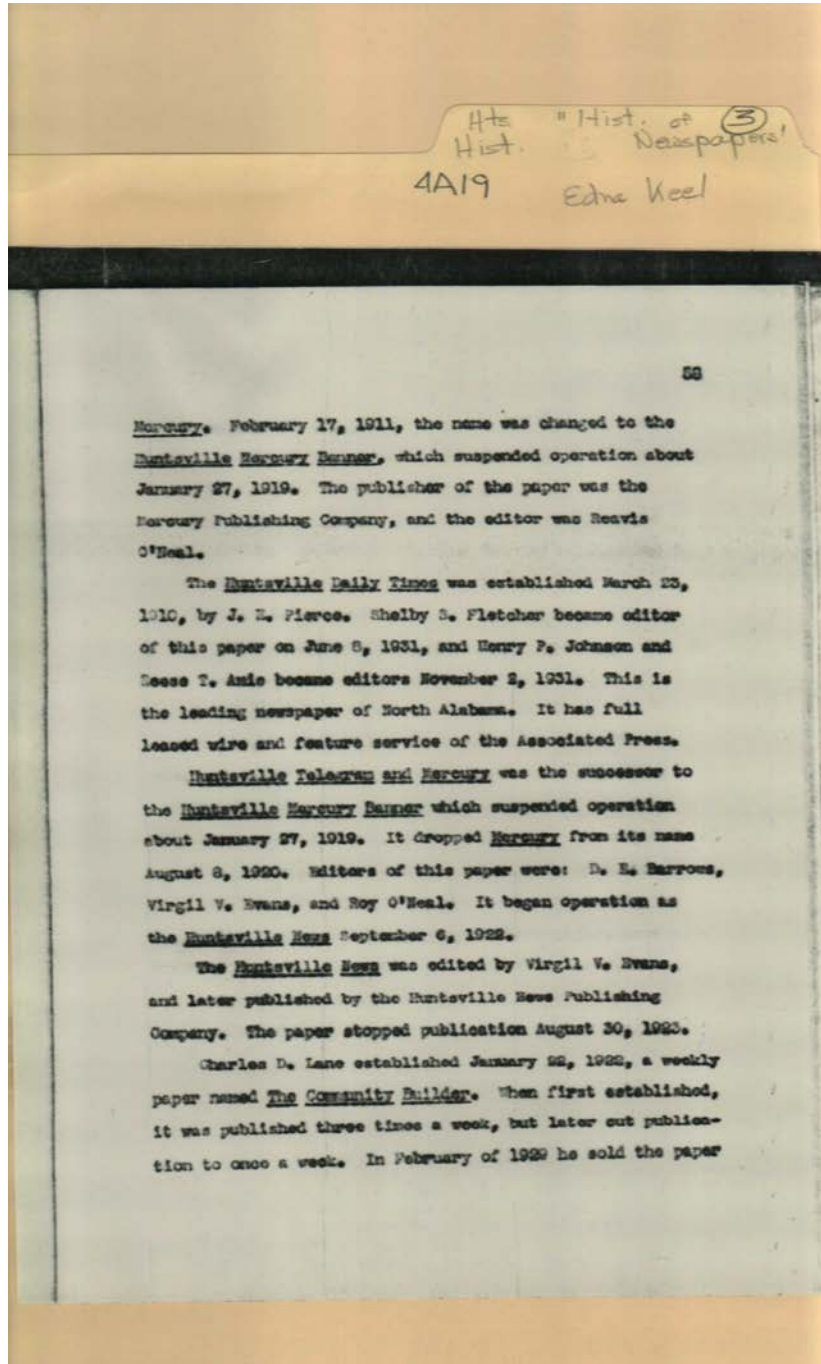 Hts "Hist. of 3
Hist. Newspapers"
4A19 Edna Keel
58
Mercury. February 17, 1911, the name was changed to the
Huntsville Mercury Banner, which suspended operation about
January 27, 1919. The publisher of the paper was the
Mercury Publishing Company, and the editor was Reavis
O'Neal.
The Huntsville Daily Times was established March 23,
1910, by J. E. Pierce. Shelby S. Fletcher became editor
of this paper on June 8, 1931, and Henry P. Johnson and
Reese T. Amis became editors November 2, 1931. This is
the leading newspaper of North Alabama. It has full
leased wire and feature service of the Associated Press.
Huntsville Telegram and Mercury was the successor to
the Huntsville Mercury Banner which suspended operation
about January 27, 1919. It dropped Mercury from its name
August 8, 1920. Editors of this paper were: D. E. Barrows,
Virgil V. Evans, and Roy O'Neal. It began operation as
the Huntsville News September 6, 1922.
The Huntsville News was edited by Virgil V. Evans,
and later published by the Huntsville News Publishing
Company. The paper stopped publication August 30, 1923.
Charles D. Lane established January 22, 1922, a weekly
paper named The Community Builder. When first established,
it was published three times a week, but later cut publica-
tion to once a week. In February of 1929 he sold the paper